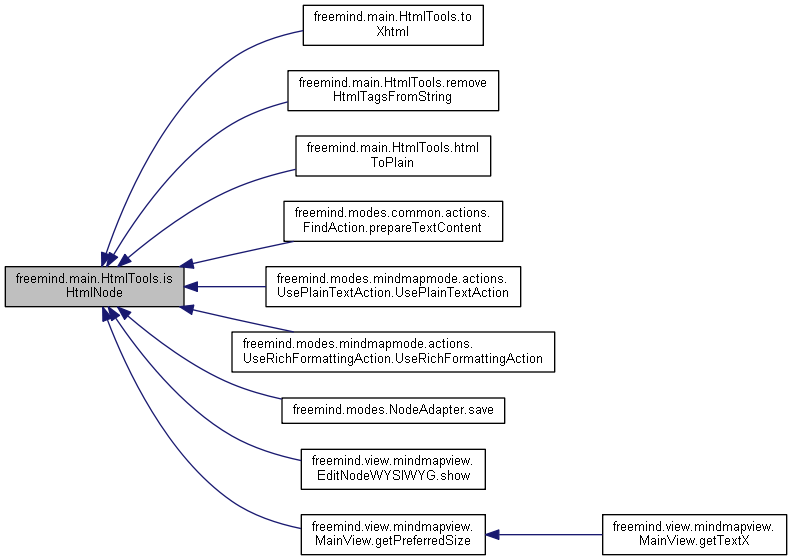 freemind.main.HtmlTools.to
Xhtml
freemind.main.HtmlTools.remove
HtmlTagsFromString
freemind.main.HtmlTools.html
ToPlain
freemind.modes.common.actions.
FindAction.prepareTextContent
freemind.main.HtmlTools.is
HtmlNode
freemind.modes.mindmapmode.actions.
UsePlainTextAction.UsePlainTextAction
freemind.modes.mindmapmode.actions.
UseRichFormattingAction.UseRichFormattingAction
freemind.modes.NodeAdapter.save
freemind.view.mindmapview.
EditNodeWYSIWYG.show
freemind.view.mindmapview.
MainView.getPreferredSize
freemind.view.mindmapview.
MainView.getTextX